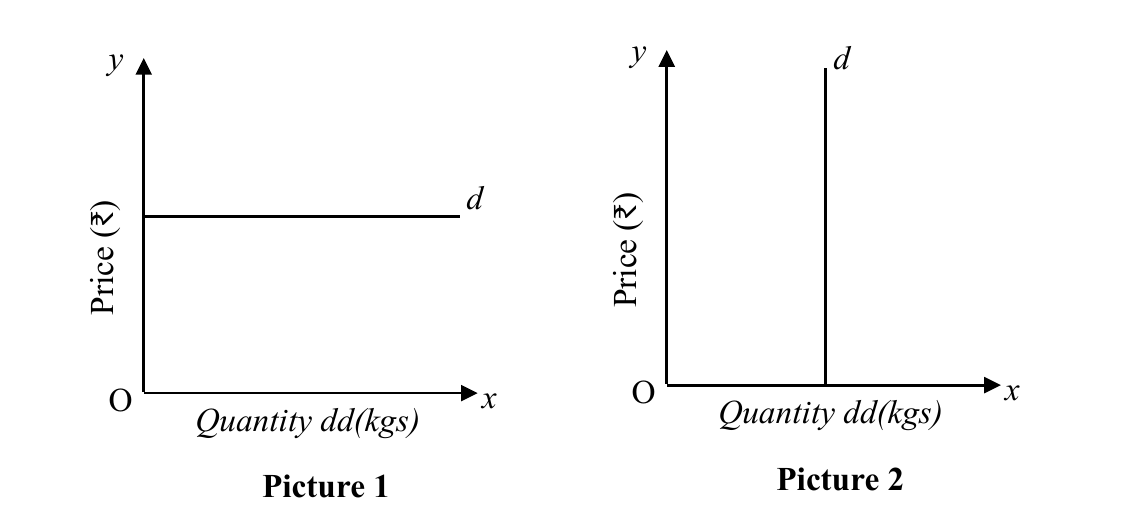 y
d
Price (₹)
O
x
Quantity dd(kgs)
Picture 1
y
d
Price (₹)
O
x
Quantity dd(kgs)
Picture 2